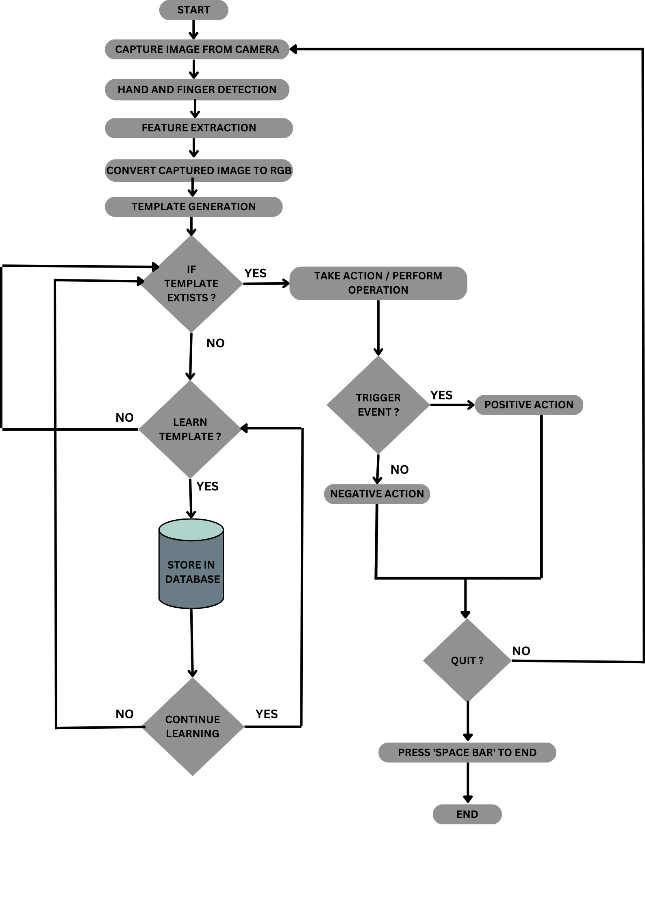 START
CAPTURE IMAGE FROM CAMERA
HAND AND FINGER DETECTION
FEATURE EXTRACTION
CONVERT CAPTURED IMAGE TO RGB
TEMPLATE GENERATION
IF
TEMPLATE
EXTISTS ?
YES
TAKE ACTION / PERFORM
OPERATION
NO
TRIGGER
EVENT ?
YES
POSITIVE ACTION
NO
NEGATIVE ACTION
NO
LEARN
TEMPLATE ?
YES
STORE IN
DATABASE
NO
CONTINUE
LEARNING
YES
QUIT ?
NO
PRESS 'SPACE BAR' TO END
END